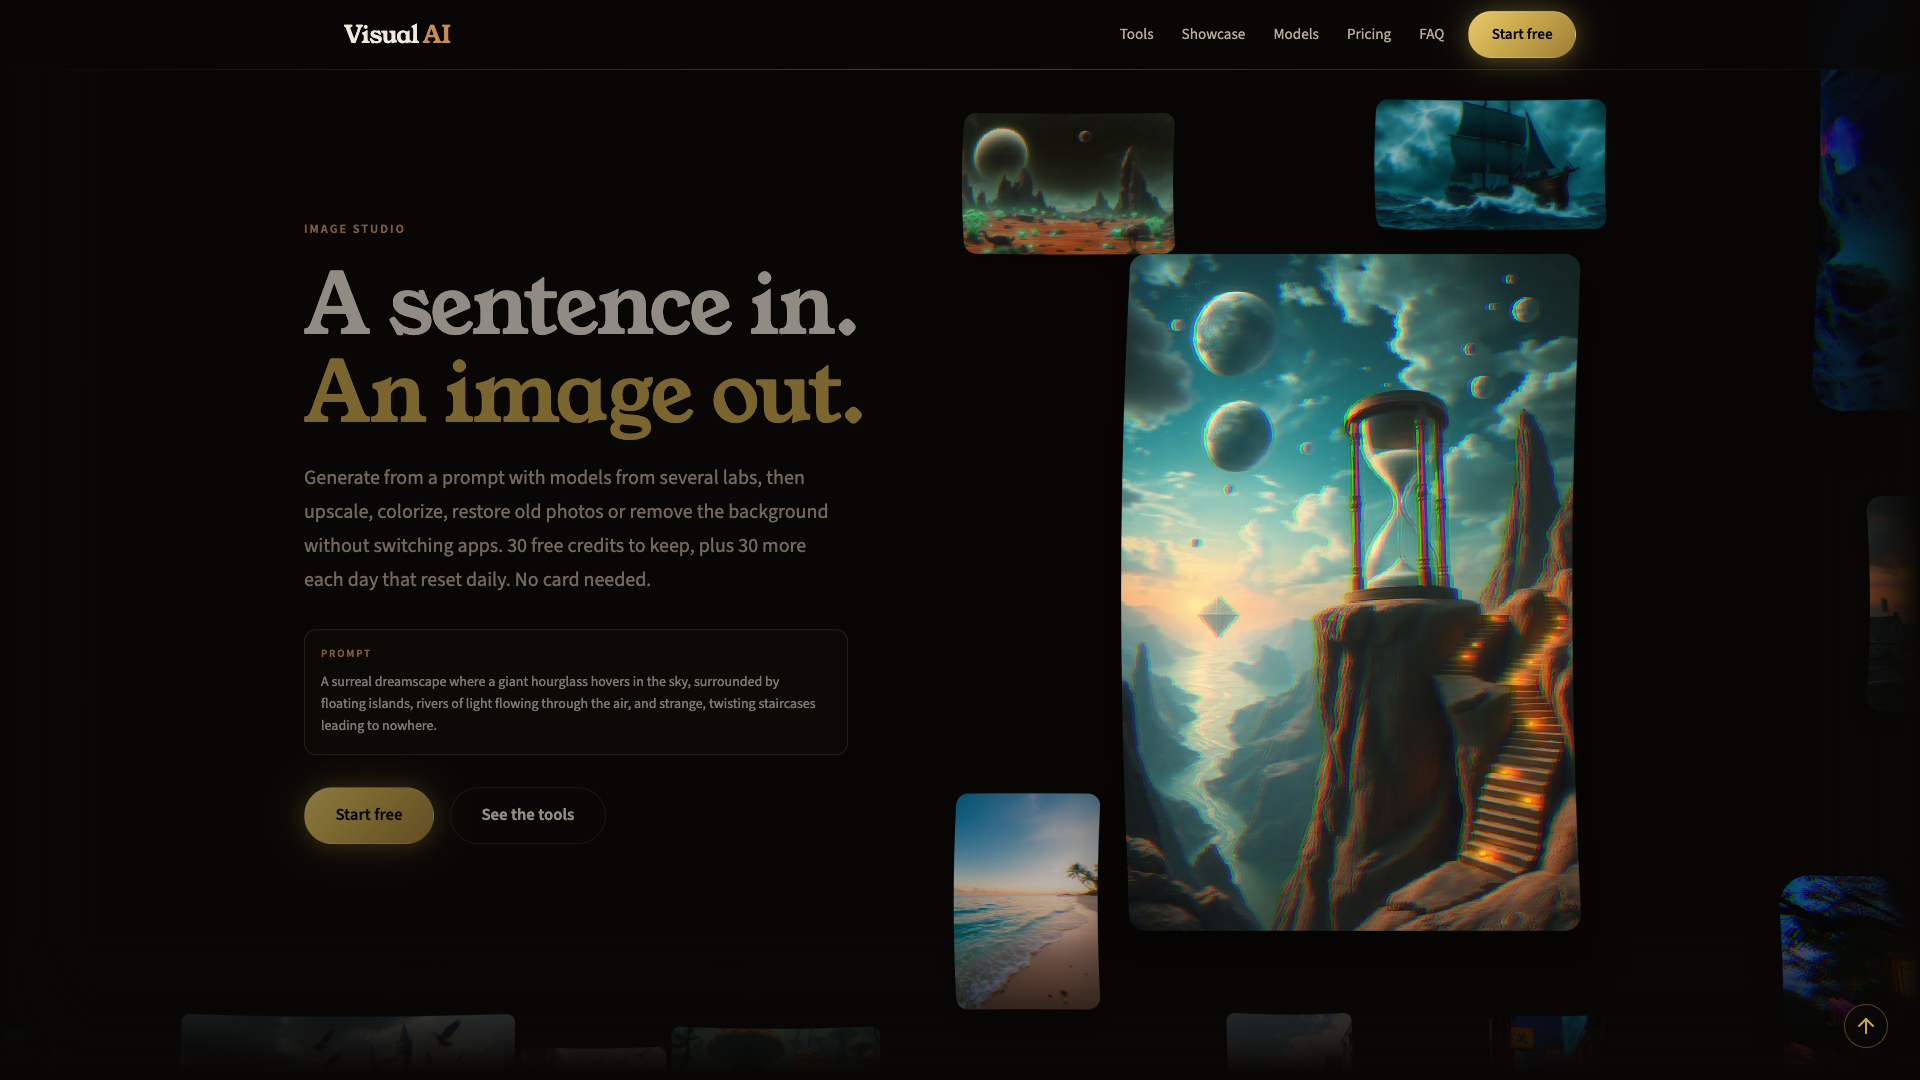 Visual AI
Tools
Showcase
Models
Pricing
FAQ
Start free
IMAGE STUDIO
A sentence in.
An image out.
Generate from a prompt with models from several labs, then
upscale, colorize, restore old photos or remove the background
without switching apps. 30 free credits to keep, plus 30 more
each day that reset daily. No card needed.
PROMPT
A surreal dreamscape where a giant hourglass hovers in the sky, surrounded by
floating islands, rivers of light flowing through the air, and strange, twisting staircases
leading to nowhere.
Start free
See the tools